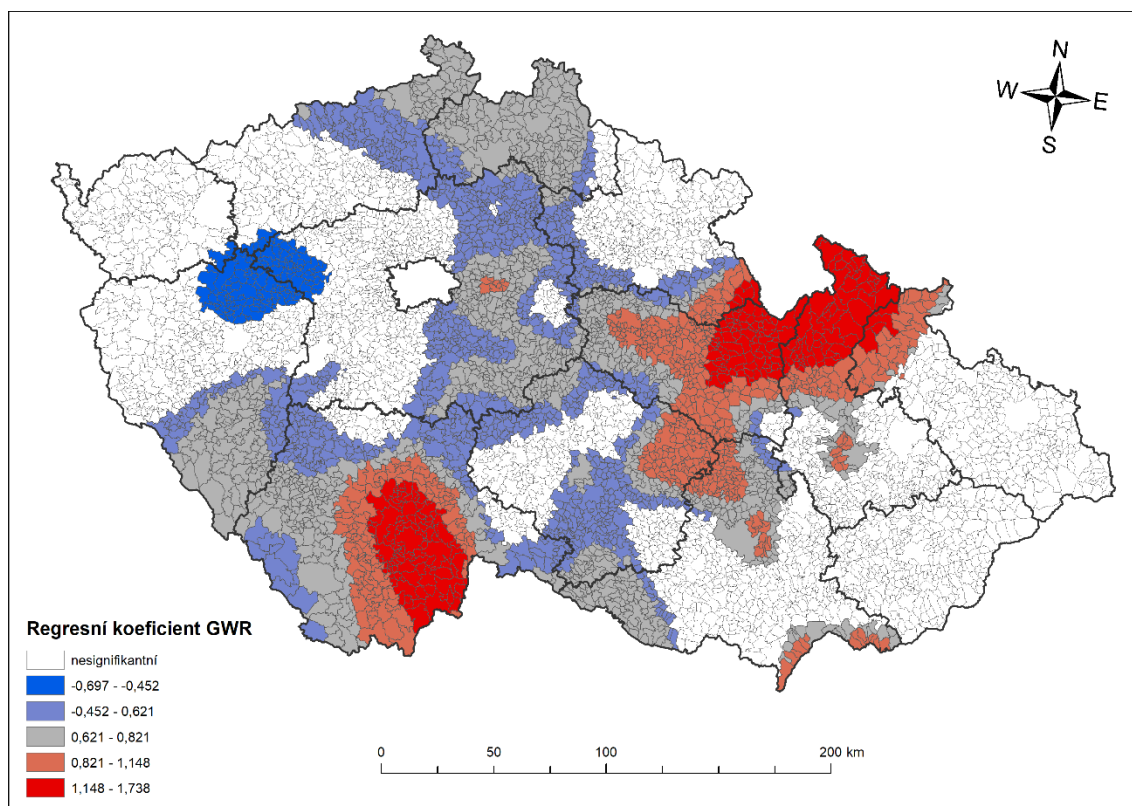 N
W E
S
Regresní koeficient GWR
nesignifikantní
-0,697 - -0,452
-0,452 - 0,621
0,621 - 0,821
0,821 - 1,148
1,148 - 1,738
0 50 100 200 km